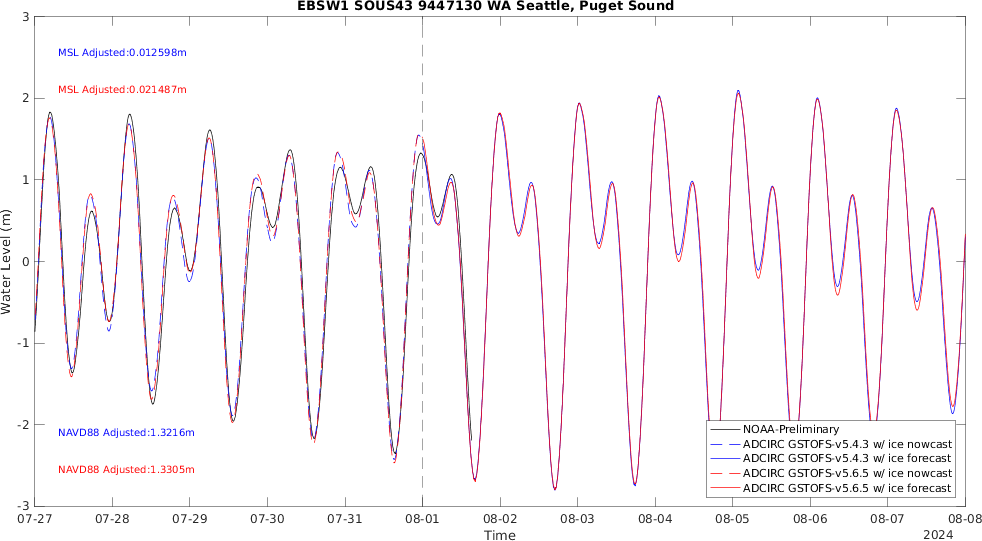 EBSW1 SOUS43 9447130 WA Seattle, Puget Sound
3
2
1
0
-1
-2
-3
Water Level (m)
MSL Adjusted:0.012598m
MSL Adjusted:0.021487m
NAVD88 Adjusted:1.3216m
NAVD88 Adjusted:1.3305m
NOAA-Preliminary
ADCIRC GSTOFS-v5.4.3 w/ ice nowcast
ADCIRC GSTOFS-v5.4.3 w/ ice forecast
ADCIRC GSTOFS-v5.6.5 w/ ice nowcast
ADCIRC GSTOFS-v5.6.5 w/ ice forecast
07-27 07-28 07-29 07-30 07-31 08-01 08-02 08-03 08-04 08-05 08-06 08-07 08-08
Time
2024